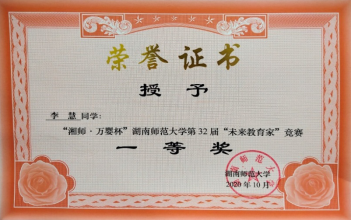 荣誉证书
授予
李慧同学：
“湘师·万婴杯”湖南师范大学第32届“未来教育家”竞赛
一等奖
湖南师范大学
2020年10月